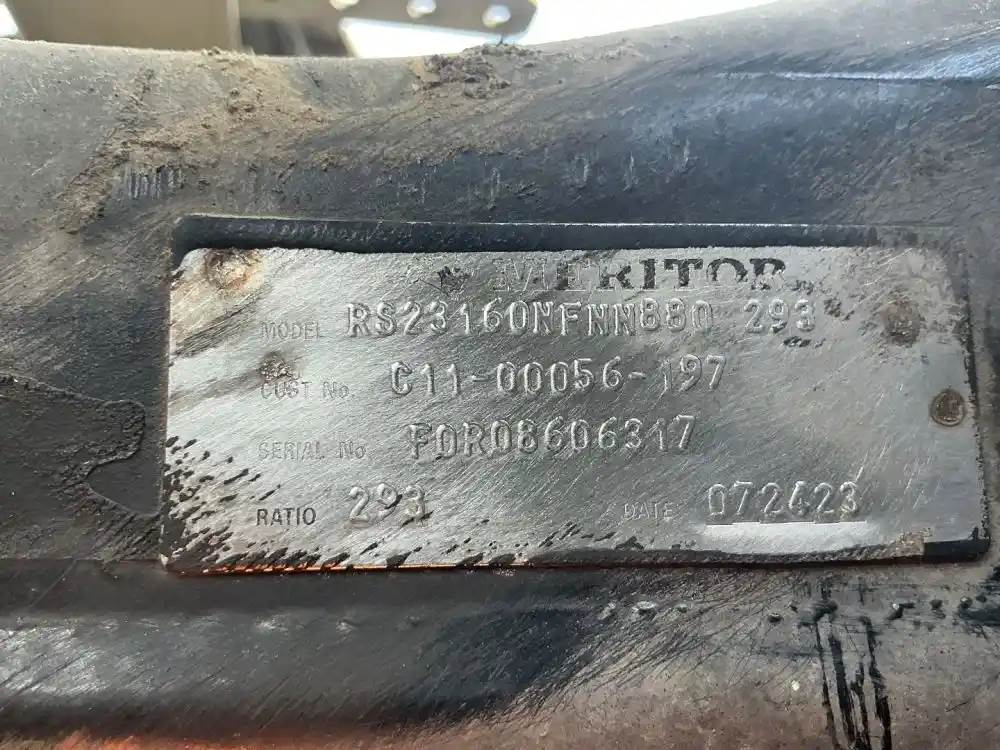 MERITOR
MODEL RS23160NFNN880 293
CUST No. C11-00056-197
SERIAL No FOR08606317
RATIO 293 DATE 072423